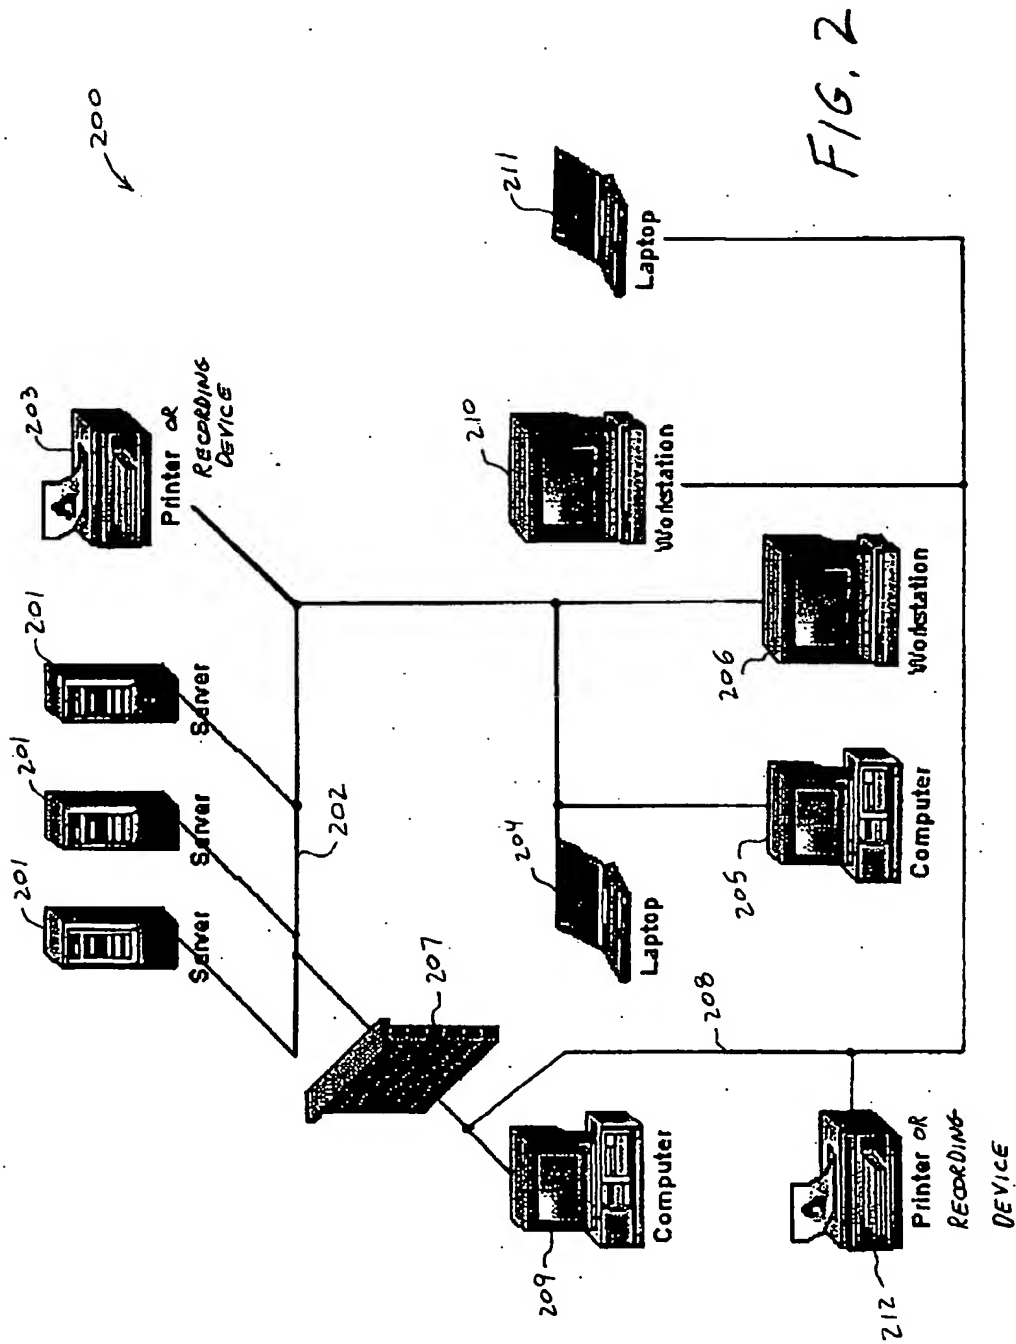 200
201
201
201
203
Server
Server
Server
Printer OR
RECORDING
DEVICE
202
207
204
211
210
Laptop
Laptop
Workstation
209
Computer
208
205
206
Computer
Workstation
212
Printer OR
RECORDING
DEVICE
FIG. 2